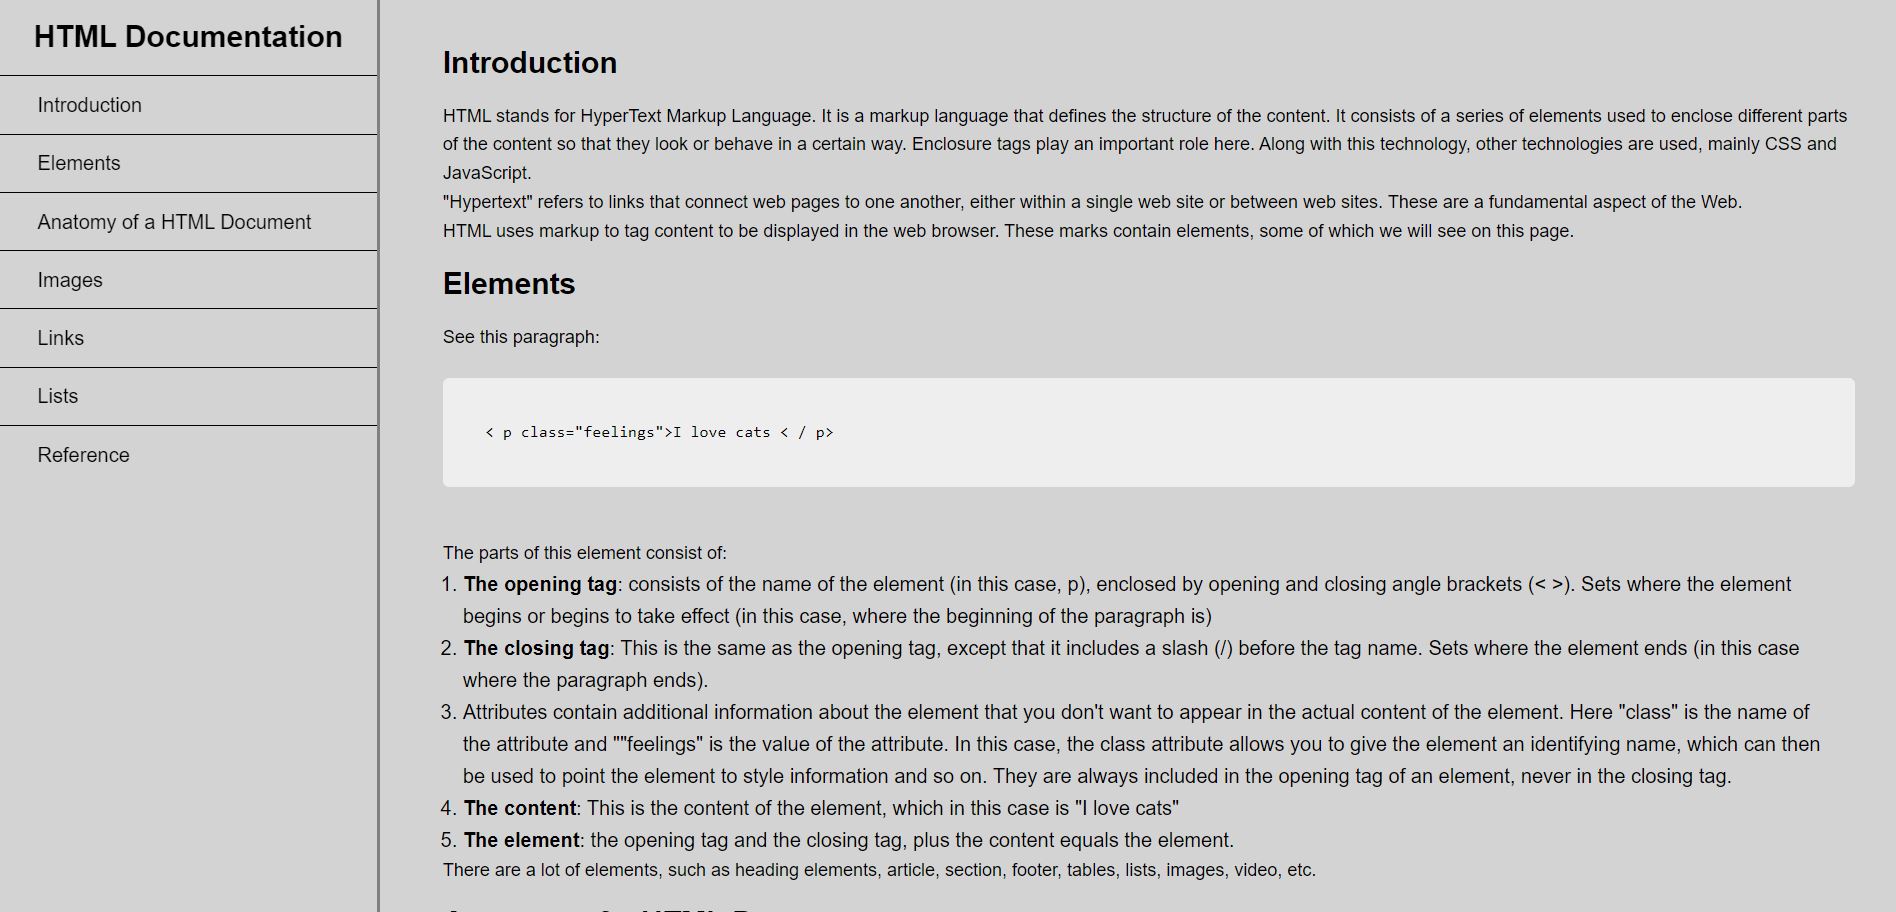 HTML Documentation
Introduction
Elements
Anatomy of a HTML Document
Images
Links
Lists
Reference
Introduction
HTML stands for HyperText Markup Language. It is a markup language that defines the structure of the content. It consists of a series of elements used to enclose different parts
of the content so that they look or behave in a certain way. Enclosure tags play an important role here. Along with this technology, other technologies are used, mainly CSS and
JavaScript.
"Hypertext" refers to links that connect web pages to one another, either within a single web site or between web sites. These are a fundamental aspect of the Web.
HTML uses markup to tag content to be displayed in the web browser. These marks contain elements, some of which we will see on this page.
Elements
See this paragraph:
< p class="feelings">I love cats < / p>
The parts of this element consist of:
1. The opening tag: consists of the name of the element (in this case, p), enclosed by opening and closing angle brackets (< >). Sets where the element
begins or begins to take effect (in this case, where the beginning of the paragraph is)
2. The closing tag: This is the same as the opening tag, except that it includes a slash (/) before the tag name. Sets where the element ends (in this case
where the paragraph ends).
3. Attributes contain additional information about the element that you don't want to appear in the actual content of the element. Here "class" is the name of
the attribute and ""feelings" is the value of the attribute. In this case, the class attribute allows you to give the element an identifying name, which can then
be used to point the element to style information and so on. They are always included in the opening tag of an element, never in the closing tag.
4. The content: This is the content of the element, which in this case is "I love cats"
5. The element: the opening tag and the closing tag, plus the content equals the element.
There are a lot of elements, such as heading elements, article, section, footer, tables, lists, images, video, etc.